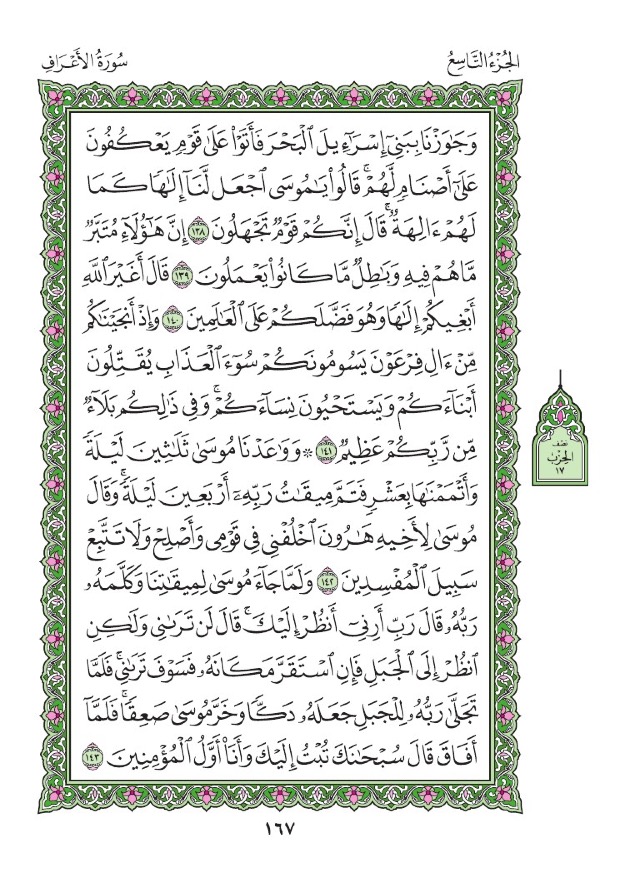 الجُزْءُ التَّاسِعُ
سُورَةُ الأَعْرَافِ
وَجَٰوَزْنَا بِبَنِىٓ إِسْرَٰٓءِيلَ ٱلْبَحْرَ فَأَتَوْا۟ عَلَىٰ قَوْمٍ يَعْكُفُونَ
عَلَىٰٓ أَصْنَامٍ لَّهُمْ ۚ قَالُوا۟ يَٰمُوسَى ٱجْعَل لَّنَآ إِلَٰهًا كَمَا
لَهُمْ ءَالِهَةٌ ۚ قَالَ إِنَّكُمْ قَوْمٌ تَجْهَلُونَ ١٣٨ إِنَّ هَٰٓؤُلَآءِ مُتَبَّرٌ
مَّا هُمْ فِيهِ وَبَٰطِلٌ مَّا كَانُوا۟ يَعْمَلُونَ ١٣٩ قَالَ أَغَيْرَ ٱللَّهِ
أَبْغِيكُمْ إِلَٰهًا وَهُوَ فَضَّلَكُمْ عَلَى ٱلْعَٰلَمِينَ ١٤٠ وَإِذْ أَنجَيْنَٰكُم
مِّنْ ءَالِ فِرْعَوْنَ يَسُومُونَكُمْ سُوٓءَ ٱلْعَذَابِ يُقَتِّلُونَ
أَبْنَآءَكُمْ وَيَسْتَحْيُونَ نِسَآءَكُمْ ۚ وَفِى ذَٰلِكُم بَلَآءٌ
مِّن رَّبِّكُمْ عَظِيمٌ ١٤١ ۞ وَوَٰعَدْنَا مُوسَىٰ ثَلَٰثِينَ لَيْلَةً
وَأَتْمَمْنَٰهَا بِعَشْرٍ فَتَمَّ مِيقَٰتُ رَبِّهِۦٓ أَرْبَعِينَ لَيْلَةً ۚ وَقَالَ
مُوسَىٰ لِأَخِيهِ هَٰرُونَ ٱخْلُفْنِى فِى قَوْمِى وَأَصْلِحْ وَلَا تَتَّبِعْ
سَبِيلَ ٱلْمُفْسِدِينَ ١٤٢ وَلَمَّا جَآءَ مُوسَىٰ لِمِيقَٰتِنَا وَكَلَّمَهُۥ
رَبُّهُۥ قَالَ رَبِّ أَرِنِىٓ أَنظُرْ إِلَيْكَ ۚ قَالَ لَن تَرَىٰنِى وَلَٰكِنِ
ٱنظُرْ إِلَى ٱلْجَبَلِ فَإِنِ ٱسْتَقَرَّ مَكَانَهُۥ فَسَوْفَ تَرَىٰنِى ۚ فَلَمَّا
تَجَلَّىٰ رَبُّهُۥ لِلْجَبَلِ جَعَلَهُۥ دَكًّا وَخَرَّ مُوسَىٰ صَعِقًا ۚ فَلَمَّآ
أَفَاقَ قَالَ سُبْحَٰنَكَ تُبْتُ إِلَيْكَ وَأَنَا۠ أَوَّلُ ٱلْمُؤْمِنِينَ ١٤٣
نصف
الحزب
١٧
١٦٧